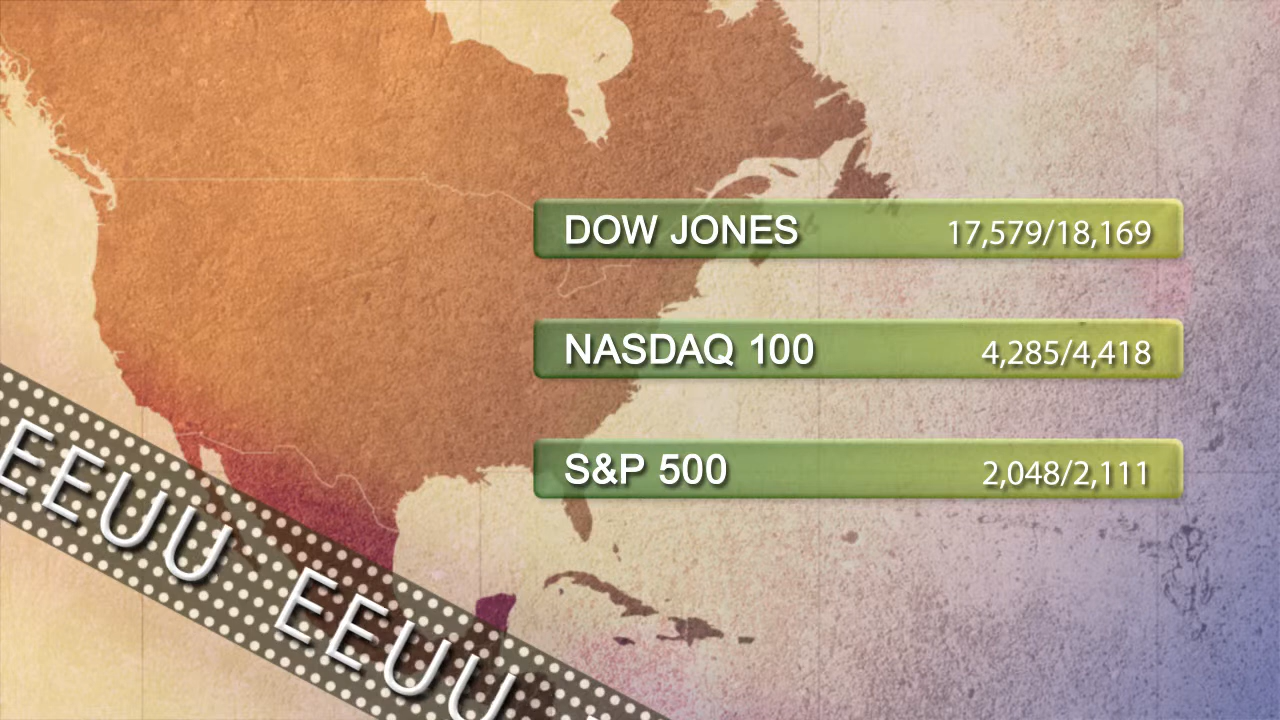 DOW JONES 17,579/18,169
NASDAQ 100 4,285/4,418
S&P 500 2,048/2,111
EEUU EEUU